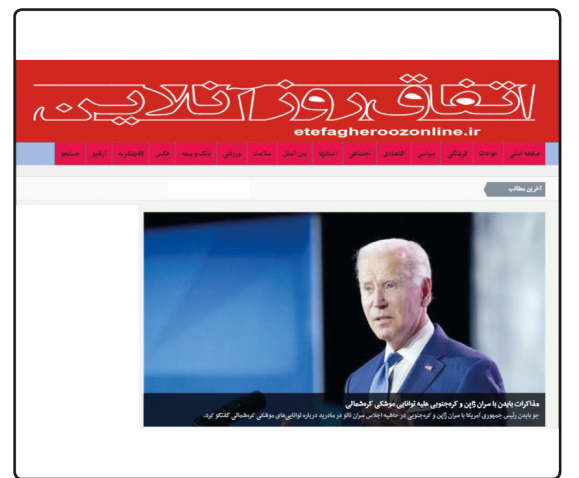 اتفاق روز آنلاین
etefagheroozonline.ir
صفحه اصلی حوادث فرهنگی سیاسی اقتصادی اجتماعی استانها بین الملل سلامت ورزشی بانک و بیمه عکس کافه‌نشریه آرشیو جستجو
آخرین مطالب
مذاکرات بایدن با سران ژاپن و کره‌جنوبی علیه توانایی موشکی کره‌شمالی
جو بایدن رئیس جمهوری آمریکا با سران ژاپن و کره‌جنوبی در حاشیه اجلاس سران ناتو در مادرید درباره توانایی‌های موشکی کره‌شمالی گفتگو کرد.